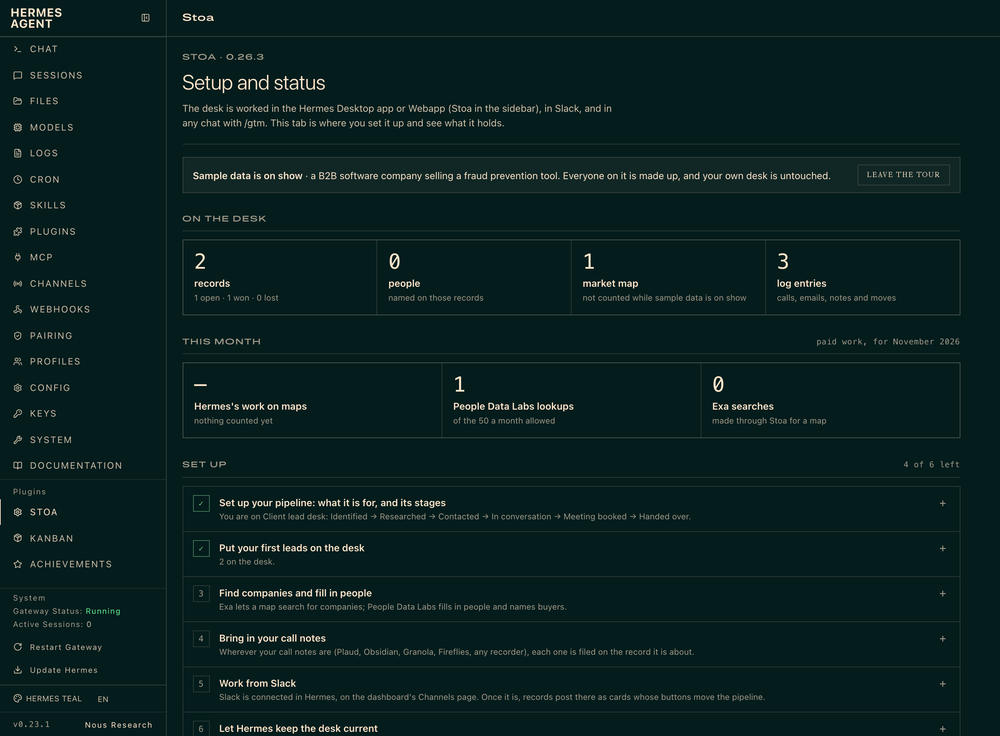 HERMES
AGENT
CHAT
SESSIONS
FILES
MODELS
LOGS
CRON
SKILLS
PLUGINS
MCP
CHANNELS
WEBHOOKS
PAIRING
PROFILES
CONFIG
KEYS
SYSTEM
DOCUMENTATION
Plugins
STOA
KANBAN
ACHIEVEMENTS
System
Gateway Status: Running
Active Sessions: 0
Restart Gateway
Update Hermes
HERMES TEAL EN
v0.23.1 Nous Research
Stoa
STOA · 0.26.3
Setup and status
The desk is worked in the Hermes Desktop app or Webapp (Stoa in the sidebar), in Slack, and in
any chat with /gtm. This tab is where you set it up and see what it holds.
Sample data is on show · a B2B software company selling a fraud prevention tool. Everyone on it is made up, and your own desk is untouched.
LEAVE THE TOUR
ON THE DESK
2
records
1 open · 1 won · 0 lost
0
people
named on those records
1
market map
not counted while sample data is on show
3
log entries
calls, emails, notes and moves
THIS MONTH
paid work, for November 2026
—
Hermes's work on maps
nothing counted yet
1
People Data Labs lookups
of the 50 a month allowed
0
Exa searches
made through Stoa for a map
SET UP
4 of 6 left
✓ Set up your pipeline: what it is for, and its stages +
You are on Client lead desk: Identified → Researched → Contacted → In conversation → Meeting booked → Handed over.
✓ Put your first leads on the desk +
2 on the desk.
3 Find companies and fill in people +
Exa lets a map search for companies; People Data Labs fills in people and names buyers.
4 Bring in your call notes +
Wherever your call notes are (Plaud, Obsidian, Granola, Fireflies, any recorder), each one is filed on the record it is about.
5 Work from Slack +
Slack is connected in Hermes, on the dashboard's Channels page. Once it is, records post there as cards whose buttons move the pipeline.
6 Let Hermes keep the desk current +